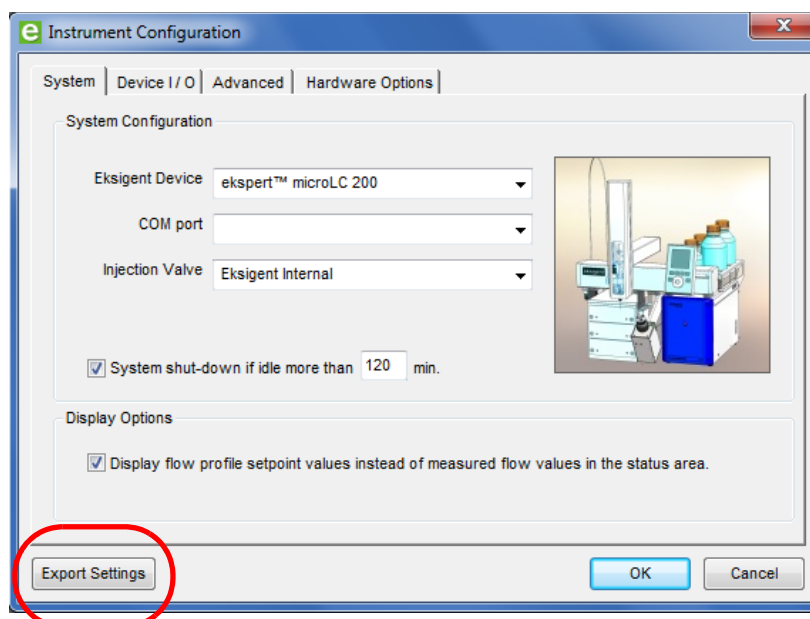 e Instrument Configuration
System Device I / O Advanced Hardware Options
System Configuration
Eksigent Device ekspert™ microLC 200
COM port
Injection Valve Eksigent Internal
System shut-down if idle more than 120 min.
Display Options
Display flow profile setpoint values instead of measured flow values in the status area.
Export Settings OK Cancel